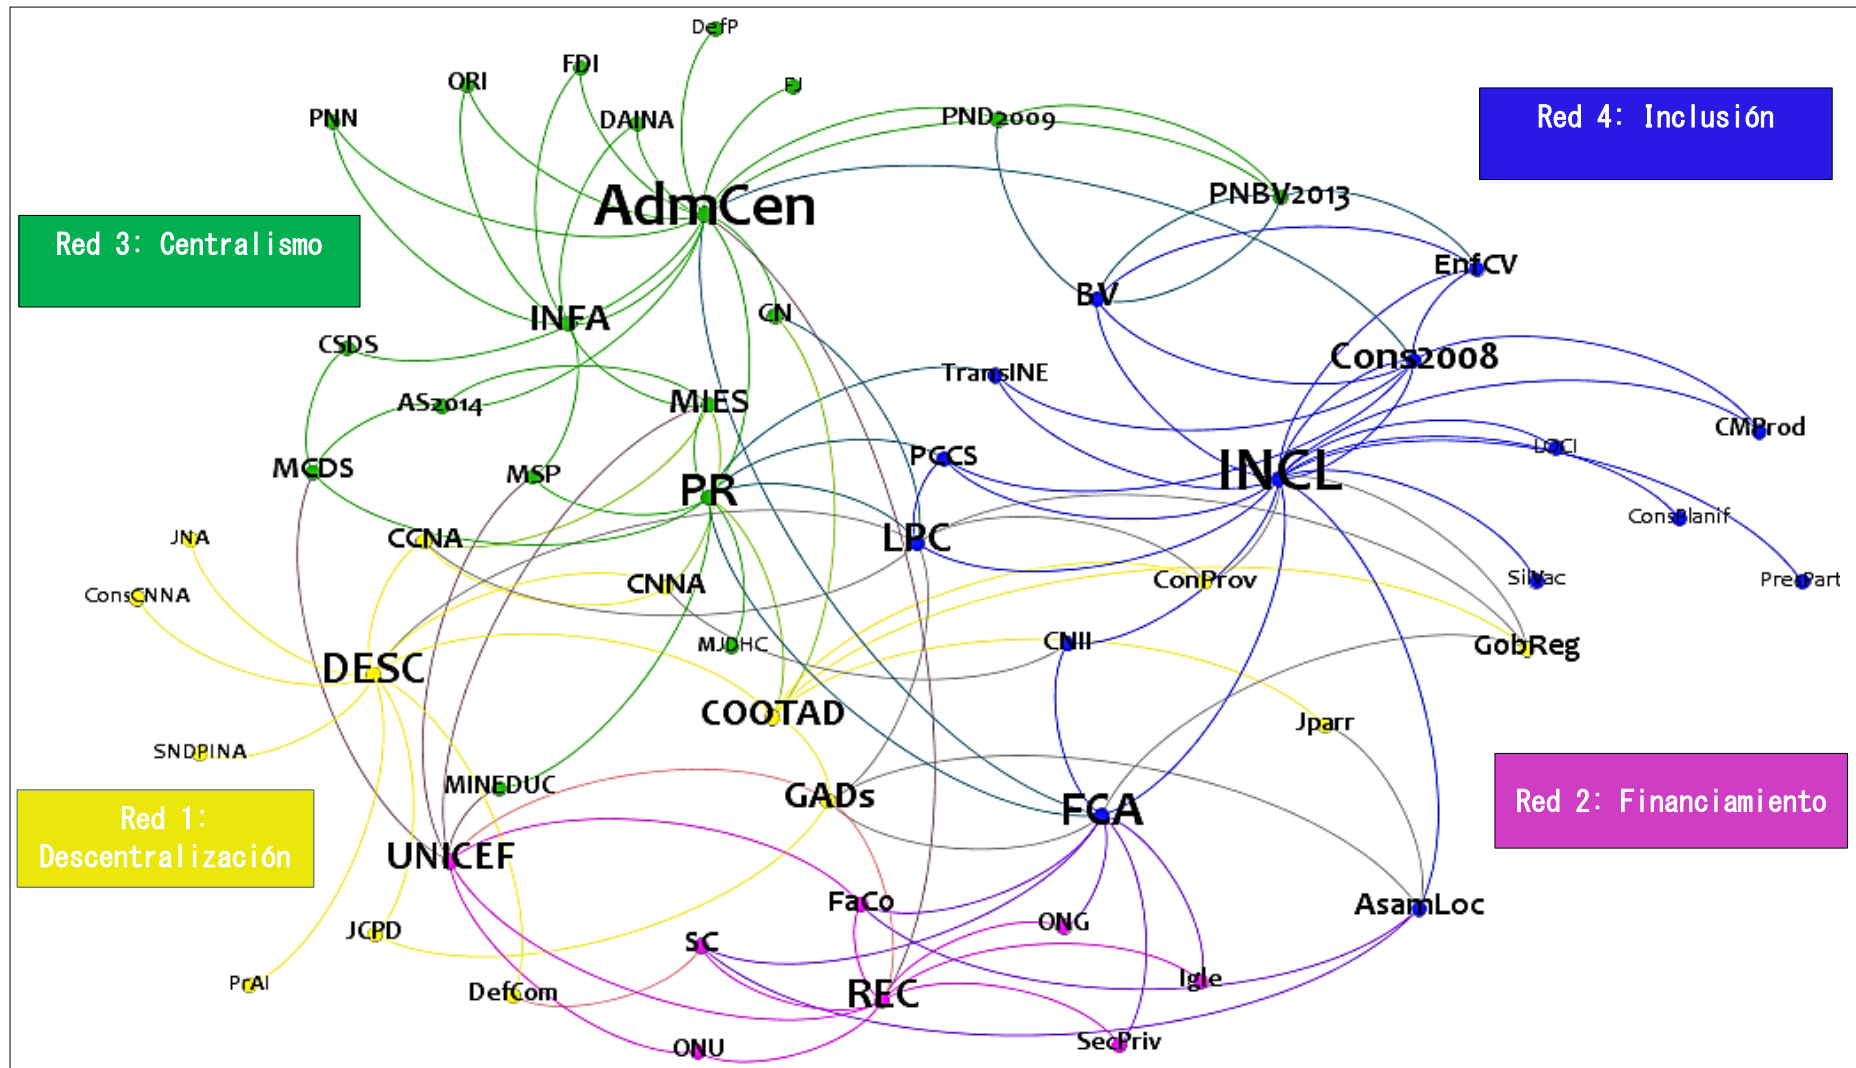 DefP
FDI
ORI
FJ
PNN
DAINA
PND2009
Red 4: Inclusión
AdmCen
PNBV2013
Red 3: Centralismo
EnfCV
BV
INFA
CN
CSDS
Cons2008
TransINE
AS2014
MIES
CMProd
LOCI
PCCS
MCDS
MSP
INCL
PR
ConsPlanif
JNA
CCNA
LPC
CNNA
ConProv
SilVac
PresPart
ConsCNNA
MJDHC
CNII
GobReg
DESC
COOTAD
Jparr
SNDPINA
MINEDUC
GADs
FCA
Red 2: Financiamiento
Red 1:
Descentralización
UNICEF
FaCo
ONG
AsamLoc
JCPD
SC
Igle
PrAl
DefCom
REC
ONU
SecPriv